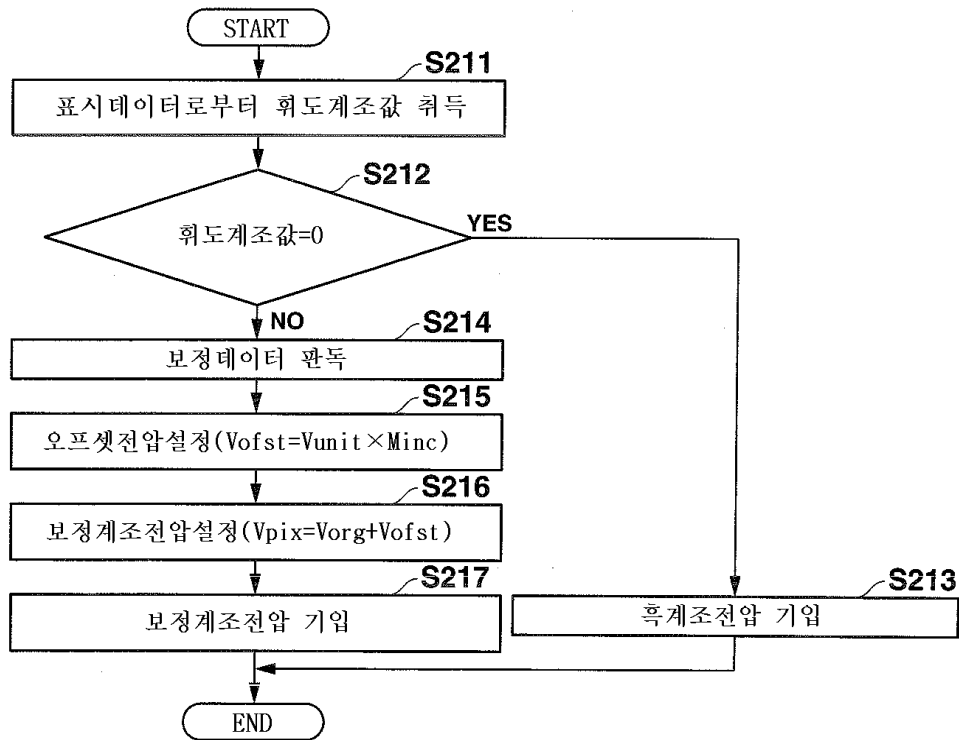 START
S211
표시데이터로부터 휘도계조값 취득
S212
휘도계조값=0
YES
NO
S214
보정데이터 판독
S215
오프셋전압설정(Vofst=Vunit×Minc)
S216
보정계조전압설정(Vpix=Vorg+Vofst)
S217
보정계조전압 기입
S213
흑계조전압 기입
END